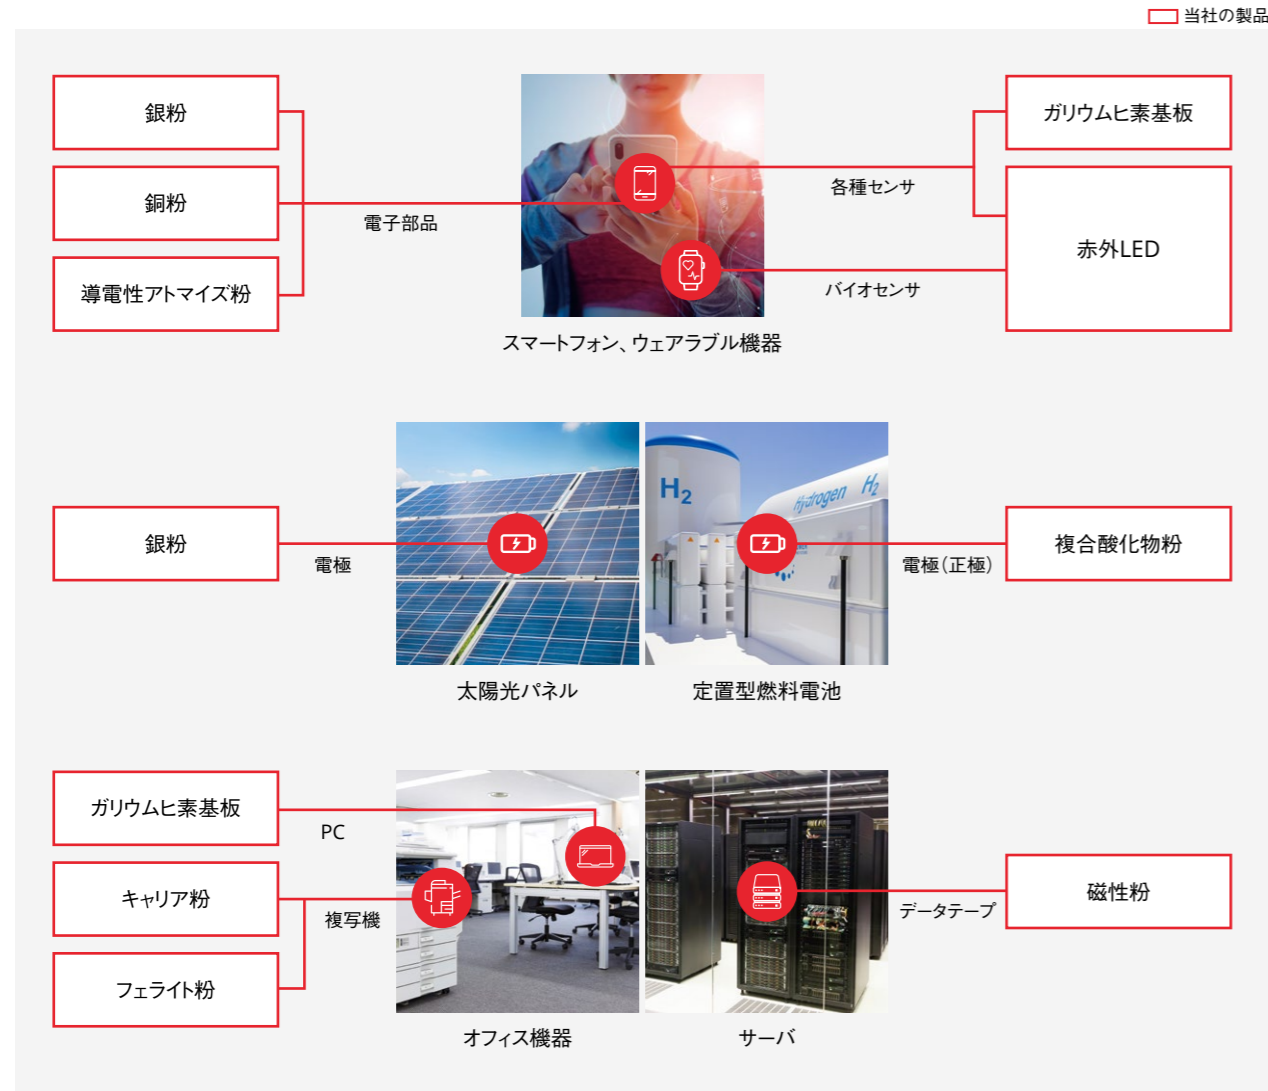 当社の製品
銀粉
銅粉
導電性アトマイズ粉
電子部品
各種センサ
バイオセンサ
ガリウムヒ素基板
赤外LED
スマートフォン、ウェアラブル機器
銀粉
電極
H2
Hydrogen H2
電極(正極)
複合酸化物粉
太陽光パネル
定置型燃料電池
ガリウムヒ素基板
PC
キャリア粉
複写機
フェライト粉
データテープ
磁性粉
オフィス機器
サーバ